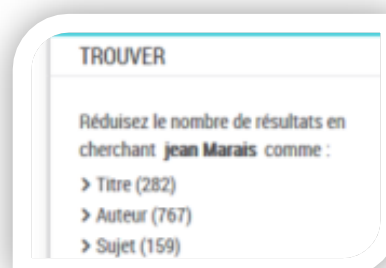 TROUVER
Réduisez le nombre de résultats en
cherchant jean Marais comme :
> Titre (282)
> Auteur (767)
> Sujet (159)